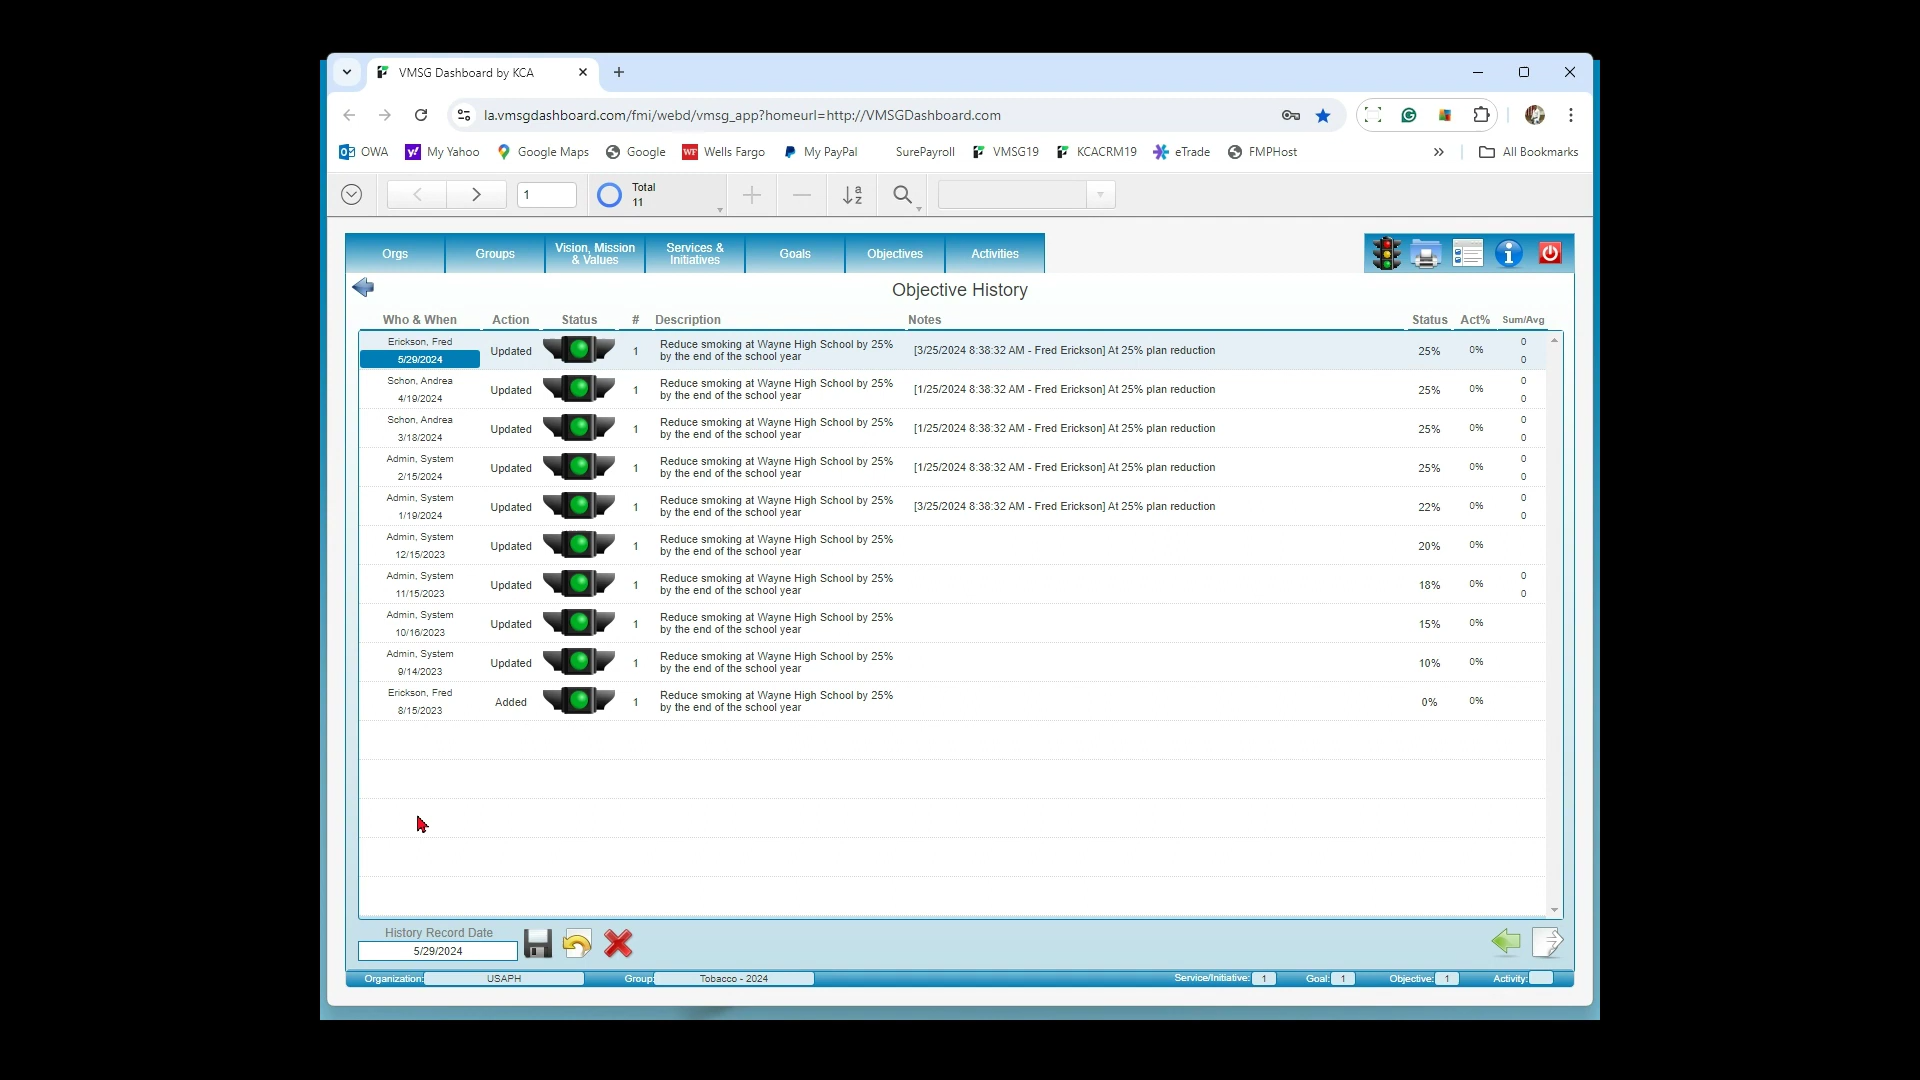 VMSG Dashboard by KCA
la.vmsgdashboard.com/fmi/webd/vmsg_app?homeurl=http://VMSGDashboard.com
OWA My Yahoo Google Maps Google Wells Fargo My PayPal SurePayroll VMSG19 KCACRM19 eTrade FMPHost » All Bookmarks
1 Total
11
Orgs Groups Vision, Mission & Values Services & Initiatives Goals Objectives Activities
Objective History
Who & When Action Status # Description Notes Status Act% Sum/Avg
Erickson, Fred 0
Updated 1 Reduce smoking at Wayne High School by 25% [3/25/2024 8:38:32 AM - Fred Erickson] At 25% plan reduction 25% 0%
5/29/2024 by the end of the school year 0
Schon, Andrea 0
Updated 1 Reduce smoking at Wayne High School by 25% [1/25/2024 8:38:32 AM - Fred Erickson] At 25% plan reduction 25% 0%
4/19/2024 by the end of the school year 0
Schon, Andrea 0
Updated 1 Reduce smoking at Wayne High School by 25% [1/25/2024 8:38:32 AM - Fred Erickson] At 25% plan reduction 25% 0%
3/18/2024 by the end of the school year 0
Admin, System 0
Updated 1 Reduce smoking at Wayne High School by 25% [1/25/2024 8:38:32 AM - Fred Erickson] At 25% plan reduction 25% 0%
2/15/2024 by the end of the school year 0
Admin, System 0
Updated 1 Reduce smoking at Wayne High School by 25% [3/25/2024 8:38:32 AM - Fred Erickson] At 25% plan reduction 22% 0%
1/19/2024 by the end of the school year 0
Admin, System
Updated 1 Reduce smoking at Wayne High School by 25% 20% 0%
12/15/2023 by the end of the school year
Admin, System 0
Updated 1 Reduce smoking at Wayne High School by 25% 18% 0%
11/15/2023 by the end of the school year 0
Admin, System
Updated 1 Reduce smoking at Wayne High School by 25% 15% 0%
10/16/2023 by the end of the school year
Admin, System
Updated 1 Reduce smoking at Wayne High School by 25% 10% 0%
9/14/2023 by the end of the school year
Erickson, Fred
Added 1 Reduce smoking at Wayne High School by 25% 0% 0%
8/15/2023 by the end of the school year
History Record Date
5/29/2024
Organization: USAPH Group: Tobacco - 2024 Service/Initiative: 1 Goal: 1 Objective: 1 Activity: